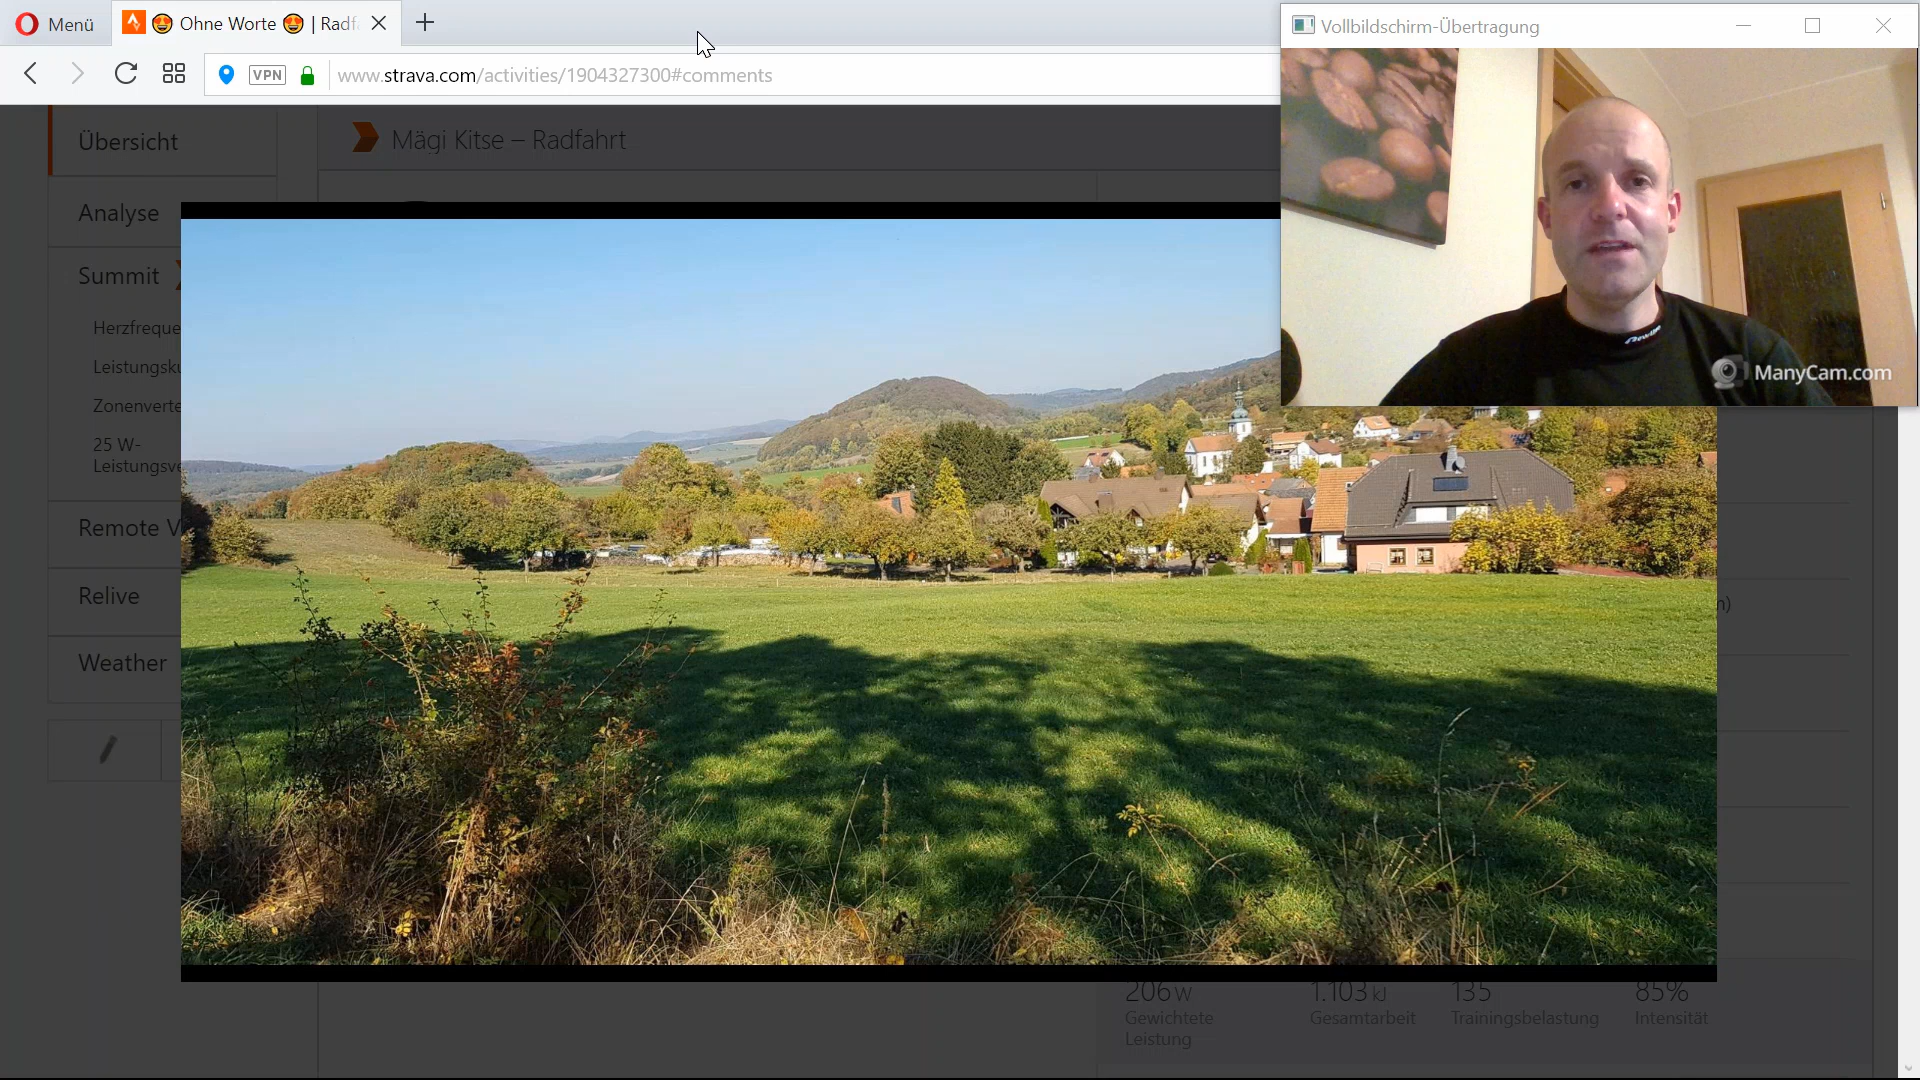 Menü
😍 Ohne Worte 😍 | Radf
Vollbildschirm-Übertragung
VPN
www.strava.com/activities/1904327300#comments
Übersicht
Mägi Kitse – Radfahrt
Analyse
Summit
Herzfreque
Leistungsku
Zonenverte
25 W-
Leistungsve
ManyCam.com
Remote V
Relive
n)
Weather
206 W
1.103 kJ
135
85%
Gewichtete
Leistung
Gesamtarbeit
Trainingsbelastung
Intensität